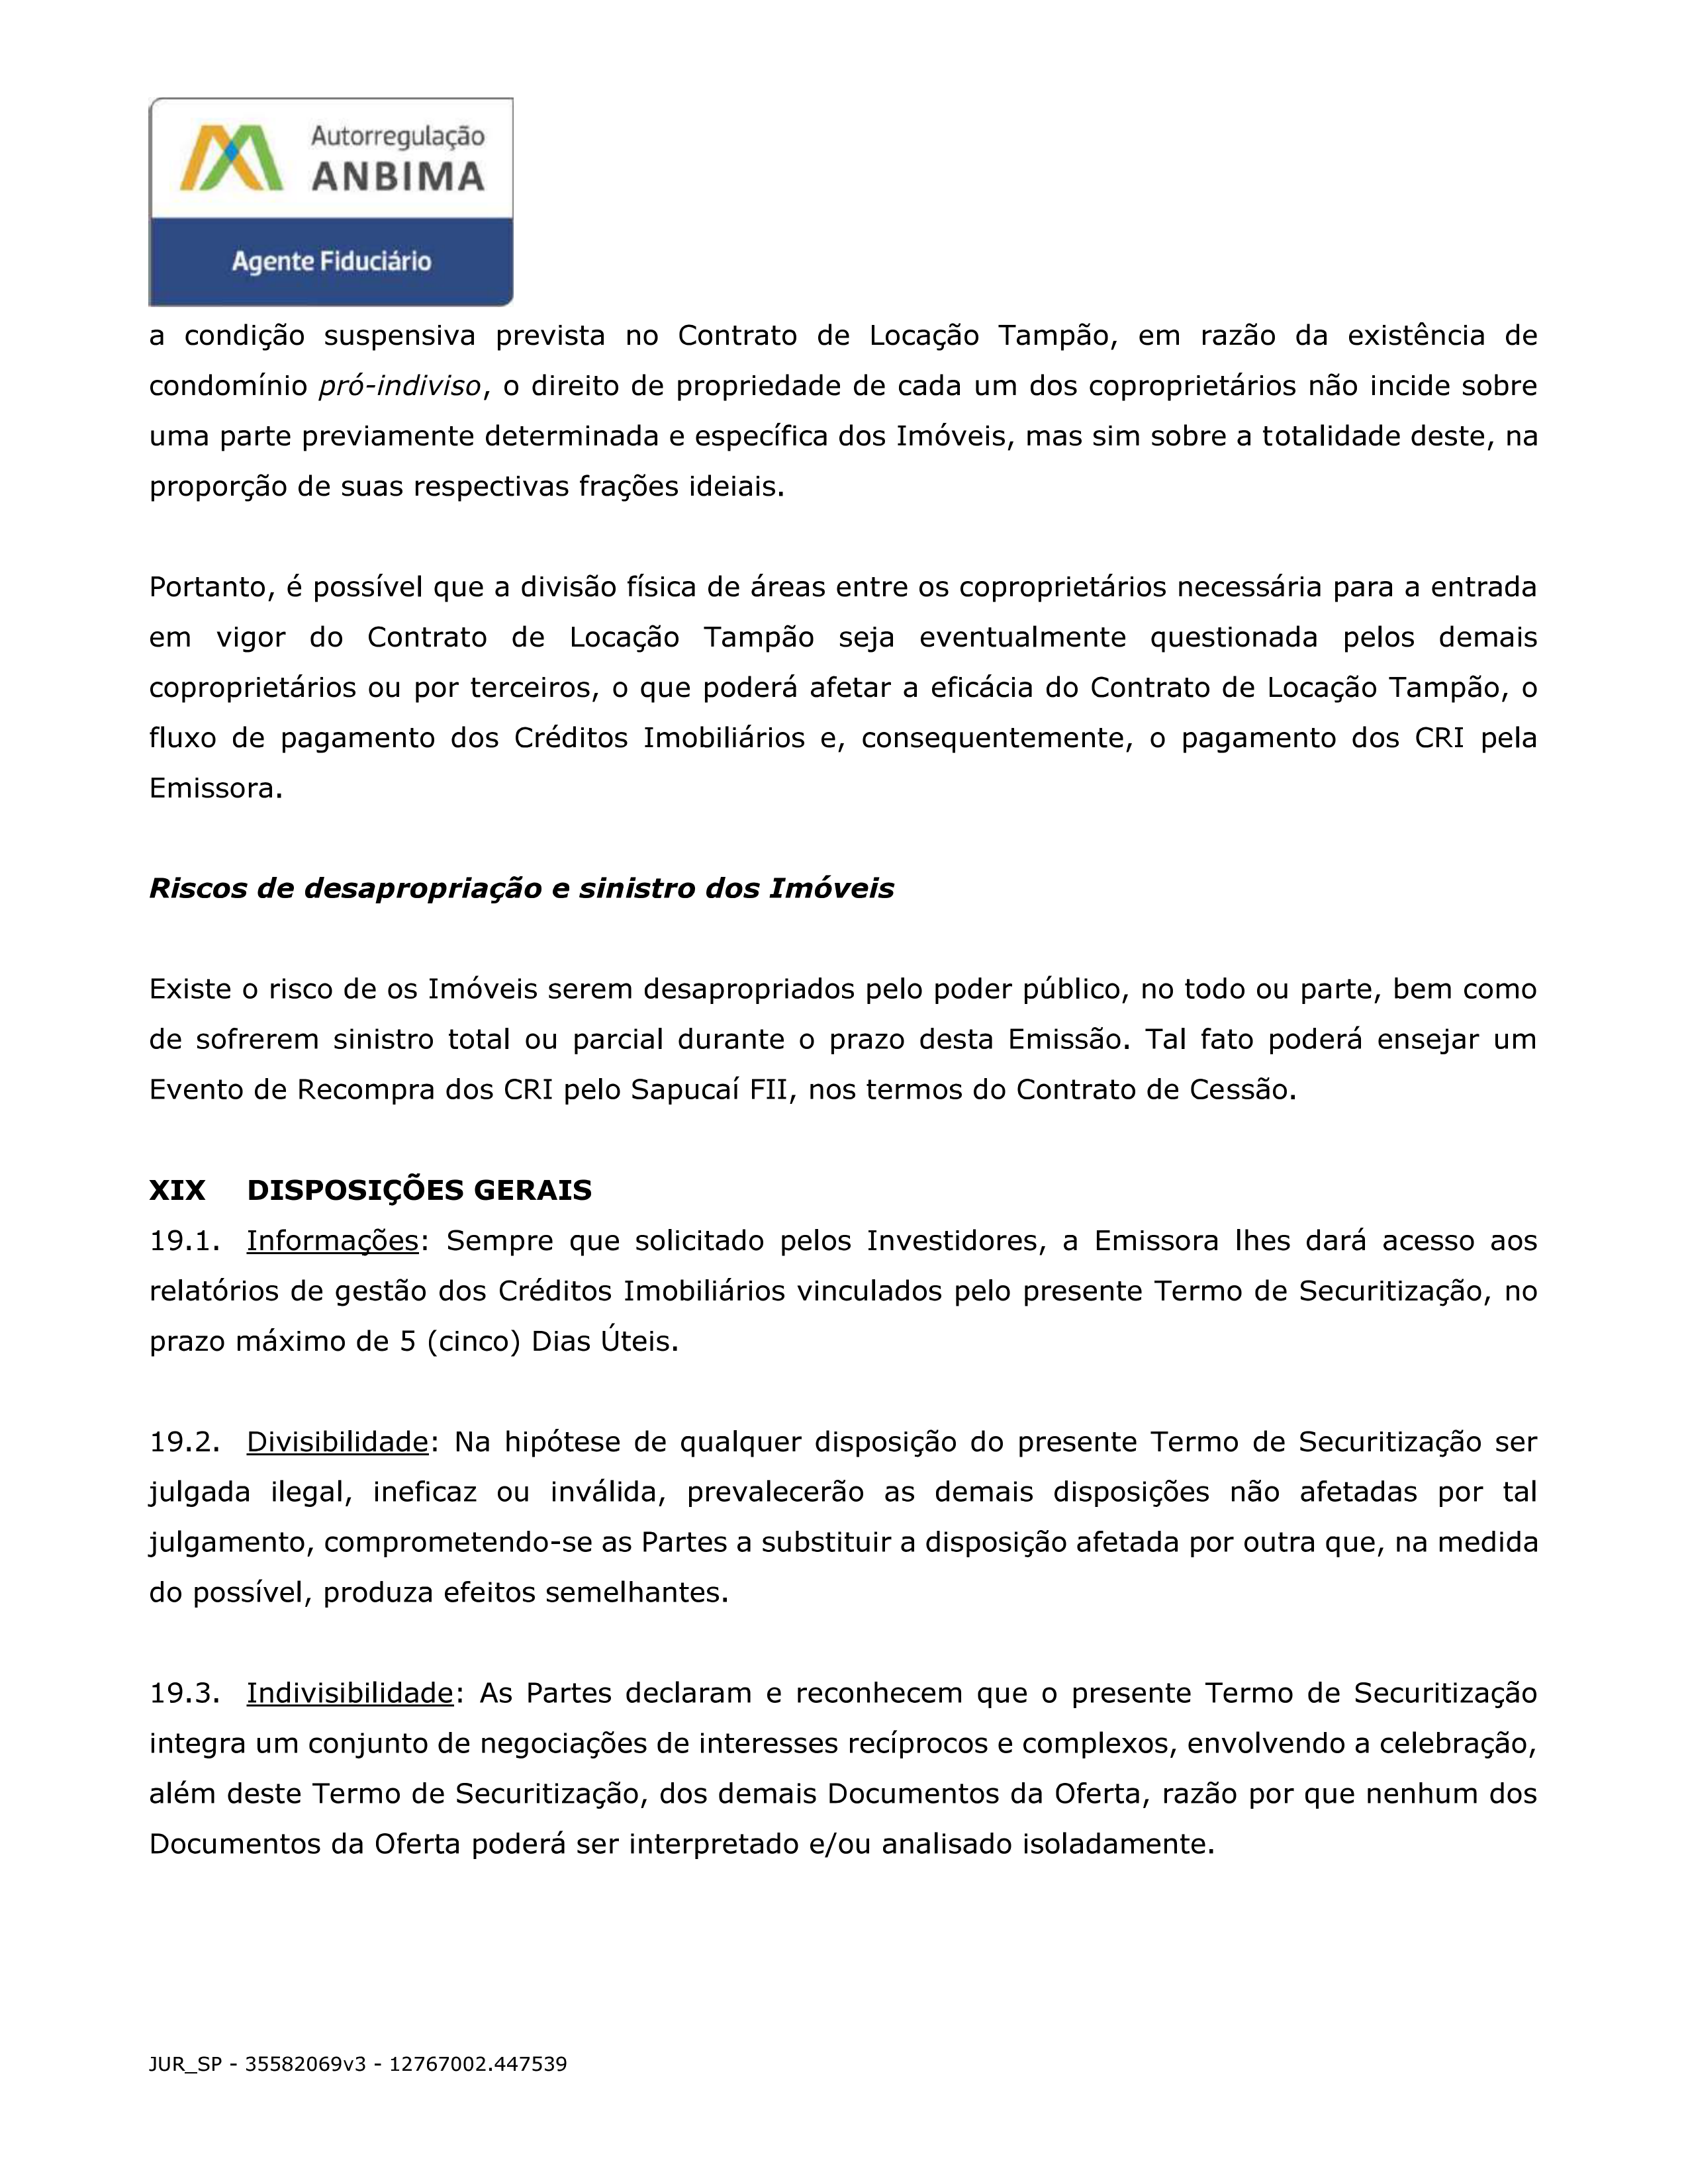 Autorregulação
ANBIMA
Agente Fiduciário
a condição suspensiva prevista no Contrato de Locação Tampão, em razão da existência de
condomínio pró-indiviso, o direito de propriedade de cada um dos coproprietários não incide sobre
uma parte previamente determinada e específica dos Imóveis, mas sim sobre a totalidade deste, na
proporção de suas respectivas frações ideiais.
Portanto, é possível que a divisão física de áreas entre os coproprietários necessária para a entrada
em vigor do Contrato de Locação Tampão seja eventualmente questionada pelos demais
coproprietários ou por terceiros, o que poderá afetar a eficácia do Contrato de Locação Tampão, o
fluxo de pagamento dos Créditos Imobiliários e, consequentemente, o pagamento dos CRI pela
Emissora.
Riscos de desapropriação e sinistro dos Imóveis
Existe o risco de os Imóveis serem desapropriados pelo poder público, no todo ou parte, bem como
de sofrerem sinistro total ou parcial durante o prazo desta Emissão. Tal fato poderá ensejar um
Evento de Recompra dos CRI pelo Sapucaí FII, nos termos do Contrato de Cessão.
XIX DISPOSIÇÕES GERAIS
19.1. Informações: Sempre que solicitado pelos Investidores, a Emissora lhes dará acesso aos
relatórios de gestão dos Créditos Imobiliários vinculados pelo presente Termo de Securitização, no
prazo máximo de 5 (cinco) Dias Úteis.
19.2. Divisibilidade: Na hipótese de qualquer disposição do presente Termo de Securitização ser
julgada ilegal, ineficaz ou inválida, prevalecerão as demais disposições não afetadas por tal
julgamento, comprometendo-se as Partes a substituir a disposição afetada por outra que, na medida
do possível, produza efeitos semelhantes.
19.3. Indivisibilidade: As Partes declaram e reconhecem que o presente Termo de Securitização
integra um conjunto de negociações de interesses recíprocos e complexos, envolvendo a celebração,
além deste Termo de Securitização, dos demais Documentos da Oferta, razão por que nenhum dos
Documentos da Oferta poderá ser interpretado e/ou analisado isoladamente.
JUR_SP - 35582069v3 - 12767002.447539